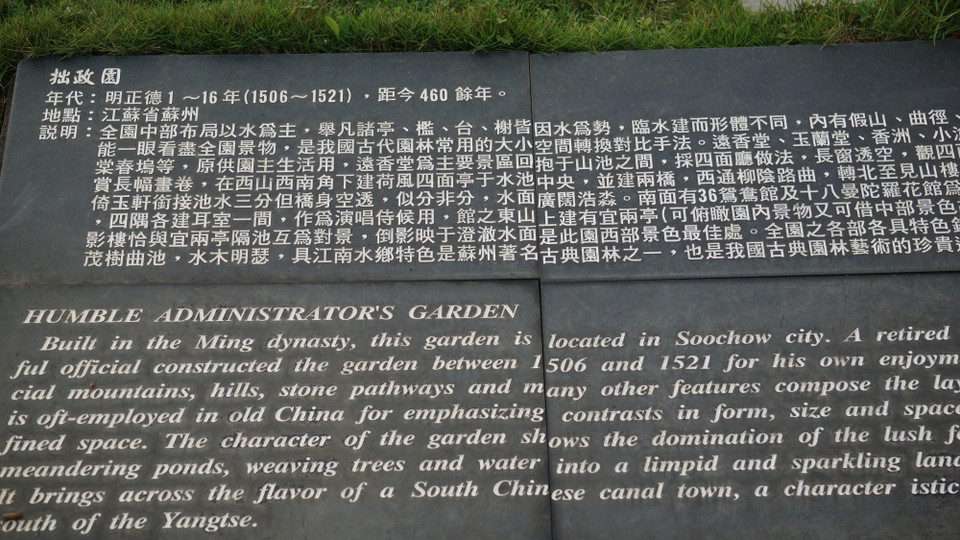 拙政園
年代：明正德1～16年(1506～1521)，距今460餘年。
地點：江蘇省蘇州
說明：全園中部布局以水為主，舉凡諸亭、檻、台、榭皆因水為勢，臨水建而形體不同，內有假山、曲徑、
能一眼看盡全園景物，是我國古代園林常用的大小空間轉換對比手法。遠香堂、玉蘭堂、香洲、小
棠春塢等，原供園主生活用，遠香堂為主要景區回抱于山池之間，採四面廳做法，長窗透空，觀四
賞長幅畫卷，在西山西南角下建荷風四面亭于水池中央，並建兩橋，西通柳陰路曲，轉北至見山樓
倚玉軒銜接池水三分但橋身空透，似分非分，水面廣闊浩淼。南面有36鴛鴦館及十八曼陀羅花館
，四隅各建耳室一間，作為演唱侍候用，館之東山上建有宜兩亭(可俯瞰園內景物又可借中部景色
影樓恰與宜兩亭隔池互為對景，倒影映于澄澈水面是此園西部景色最佳處。全園之各部各具特色
茂樹曲池，水木明瑟，具江南水鄉特色是蘇州著名古典園林之一，也是我國古典園林藝術的珍貴
HUMBLE ADMINISTRATOR'S GARDEN
Built in the Ming dynasty, this garden is located in Soochow city. A retired
ful official constructed the garden between 1506 and 1521 for his own enjoym
cial mountains, hills, stone pathways and many other features compose the lay
is oft-employed in old China for emphasizing contrasts in form, size and space
fined space. The character of the garden shows the domination of the lush f
meandering ponds, weaving trees and water into a limpid and sparkling land
It brings across the flavor of a South Chinese canal town, a character istic
outh of the Yangtse.